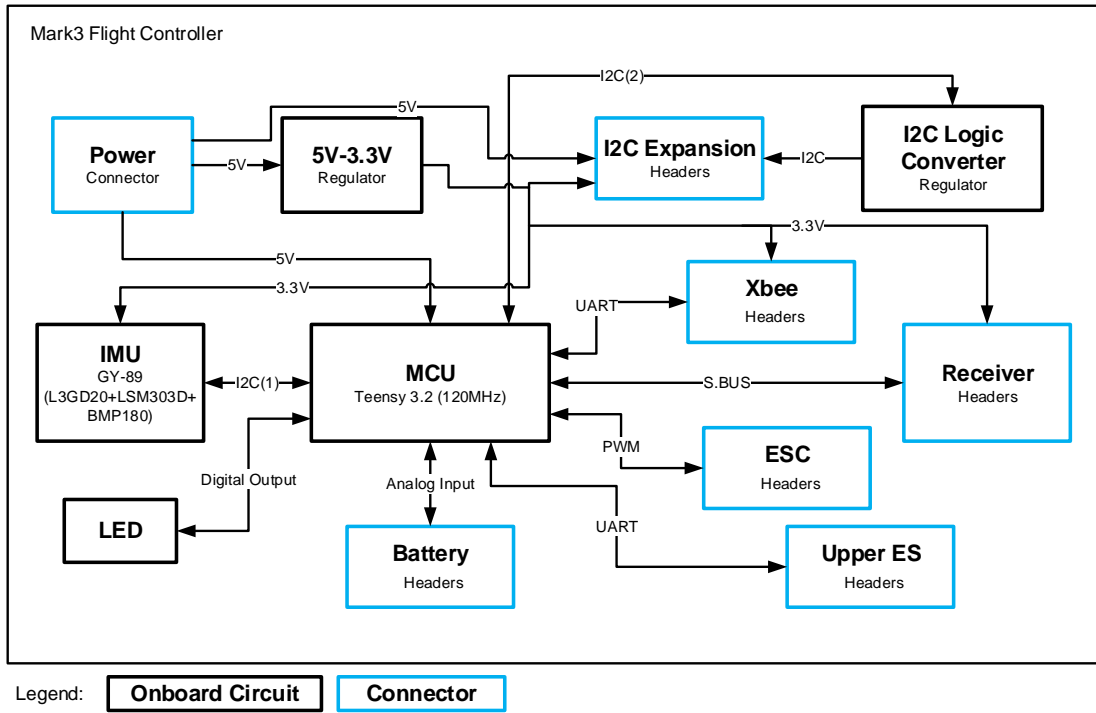 Mark3 Flight Controller
I2C(2)
5V
Power
Connector
5V
5V-3.3V
Regulator
I2C Expansion
Headers
I2C
I2C Logic
Converter
Regulator
3.3V
5V
3.3V
Xbee
Headers
UART
IMU
GY-89
(L3GD20+LSM303D+
BMP180)
I2C(1)
MCU
Teensy 3.2 (120MHz)
S.BUS
Receiver
Headers
PWM
ESC
Headers
Digital Output
Analog Input
LED
UART
Battery
Headers
Upper ES
Headers
Legend:
Onboard Circuit
Connector